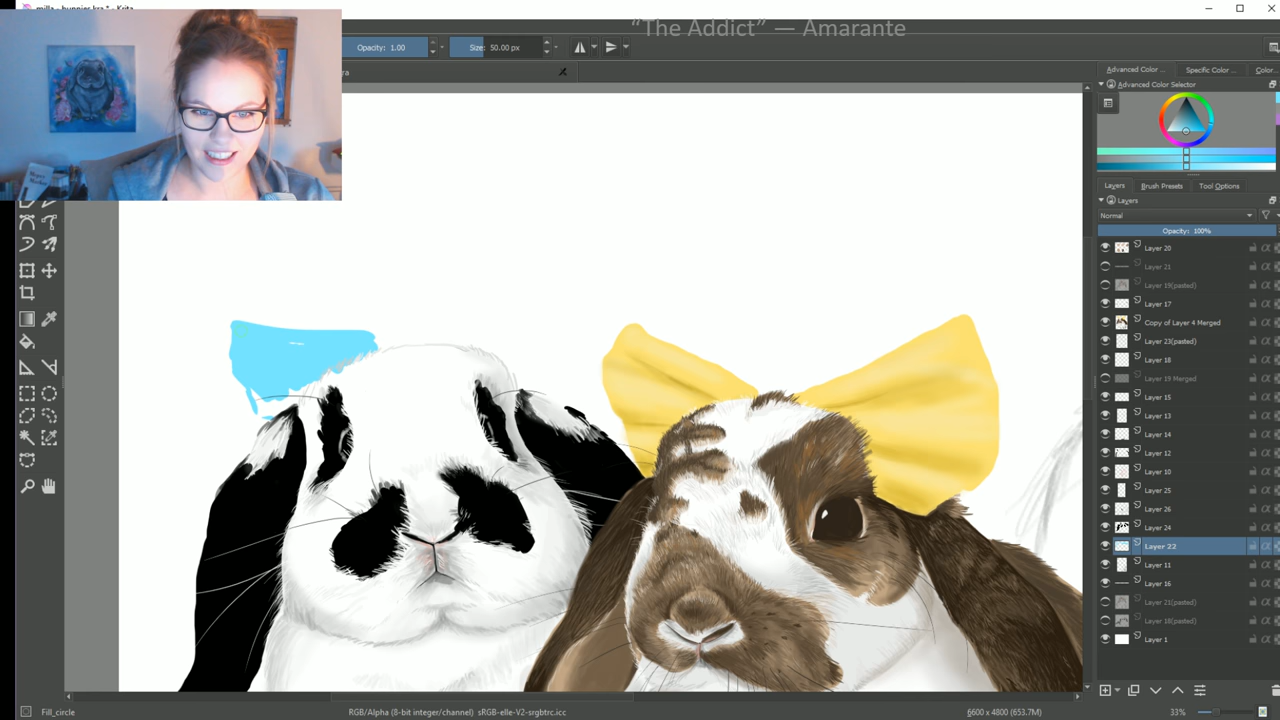 milla - bunnies.kra * - Krita
"The Addict" — Amarante
Opacity: 1.00
Size: 50.00 px
ra
Advanced Color ...
Specific Color ...
Color...
Advanced Color Selector
Layers
Brush Presets
Tool Options
Layers
Normal
Opacity: 100%
Layer 20
Layer 21
Layer 19(pasted)
Layer 17
Copy of Layer 4 Merged
Layer 23(pasted)
Layer 18
Layer 19 Merged
Layer 15
Layer 13
Layer 14
Layer 12
Layer 10
Layer 25
Layer 26
Layer 24
Layer 22
Layer 11
Layer 16
Layer 21(pasted)
Layer 18(pasted)
Layer 1
Fill_circle
RGB/Alpha (8-bit integer/channel) sRGB-elle-V2-srgbtrc.icc
6600 x 4800 (653.7M)
33%